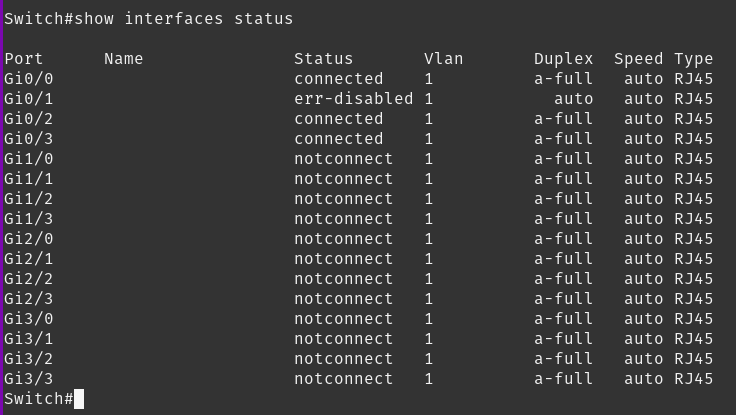 Switch#show interfaces status
Port      Name               Status       Vlan       Duplex  Speed Type
Gi0/0                        connected    1          a-full   auto RJ45
Gi0/1                        err-disabled 1            auto   auto RJ45
Gi0/2                        connected    1          a-full   auto RJ45
Gi0/3                        connected    1          a-full   auto RJ45
Gi1/0                        notconnect   1          a-full   auto RJ45
Gi1/1                        notconnect   1          a-full   auto RJ45
Gi1/2                        notconnect   1          a-full   auto RJ45
Gi1/3                        notconnect   1          a-full   auto RJ45
Gi2/0                        notconnect   1          a-full   auto RJ45
Gi2/1                        notconnect   1          a-full   auto RJ45
Gi2/2                        notconnect   1          a-full   auto RJ45
Gi2/3                        notconnect   1          a-full   auto RJ45
Gi3/0                        notconnect   1          a-full   auto RJ45
Gi3/1                        notconnect   1          a-full   auto RJ45
Gi3/2                        notconnect   1          a-full   auto RJ45
Gi3/3                        notconnect   1          a-full   auto RJ45
Switch#